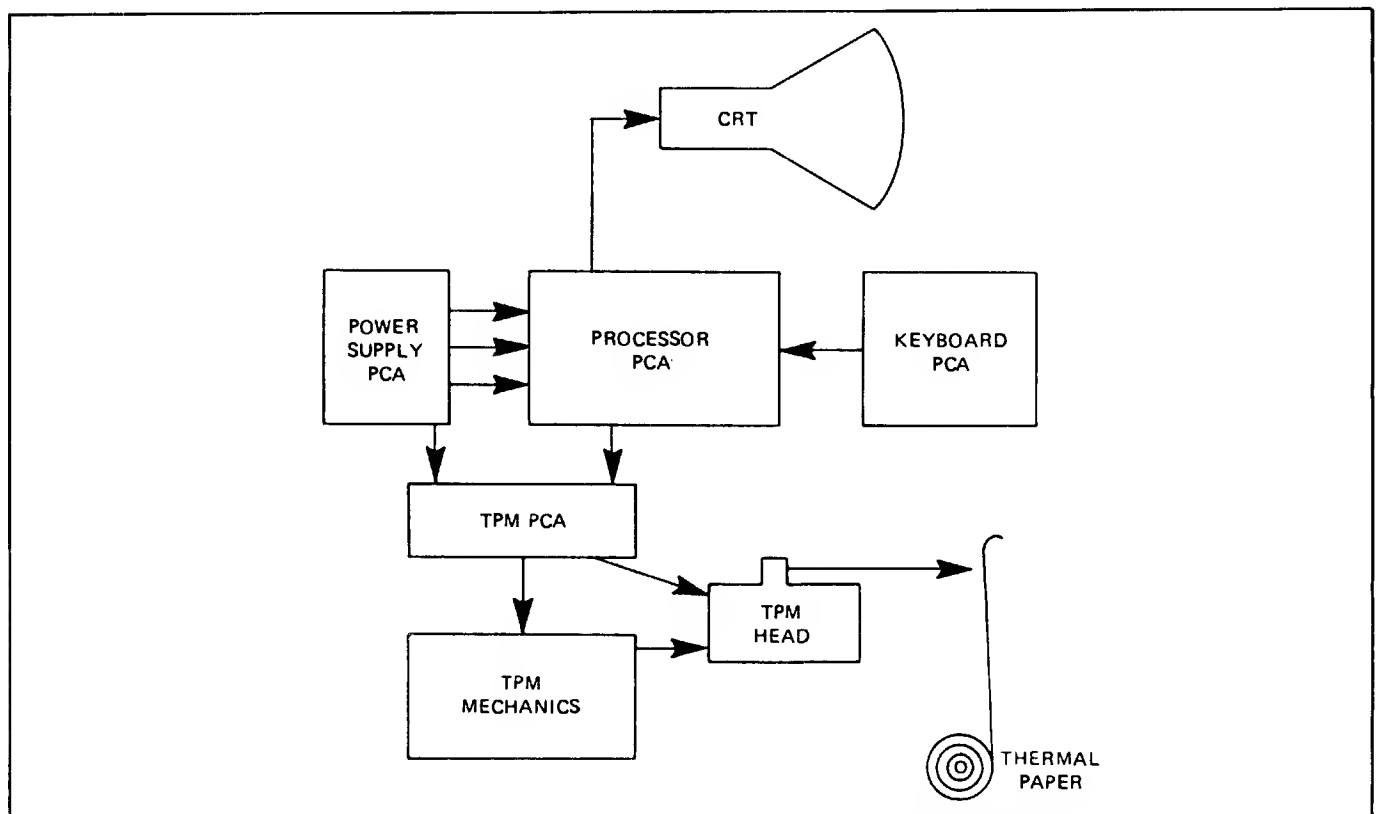 CRT
POWER
SUPPLY
PCA
PROCESSOR
PCA
KEYBOARD
PCA
TPM PCA
TPM
HEAD
TPM
MECHANICS
THERMAL
PAPER